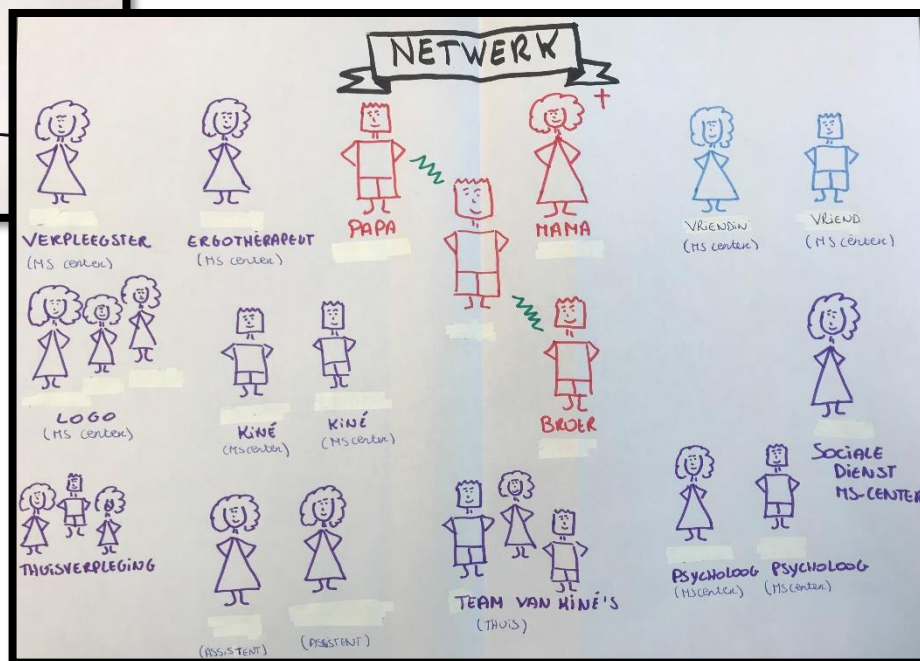 NETWERK
VERPLEEGSTER
(MS center)
ERGOTHERAPEUT
(MS center)
PAPA
MAMA
VRIENDIN
(MS center)
VRIEND
(MS center)
LOGO
(MS center)
KINÉ
(MS center)
KINÉ
(MS center)
BROER
SOCIALE
DIENST
MS-CENTER
THUISVERPLEGING
(ASSISTENT)
(ASSISTENT)
TEAM VAN KINÉ'S
(THUIS)
PSYCHOLOOG
(MS center)
PSYCHOLOOG
(MS center)